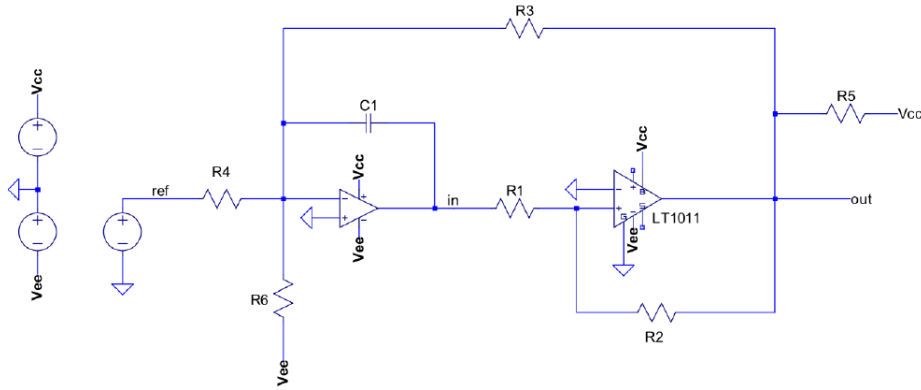 R3
Vcc
C1
R5
Vcc
R4
Vcc
Vcc
ref
in
R1
out
LT1011
Vee
Vee
R6
R2
Vee
Vee